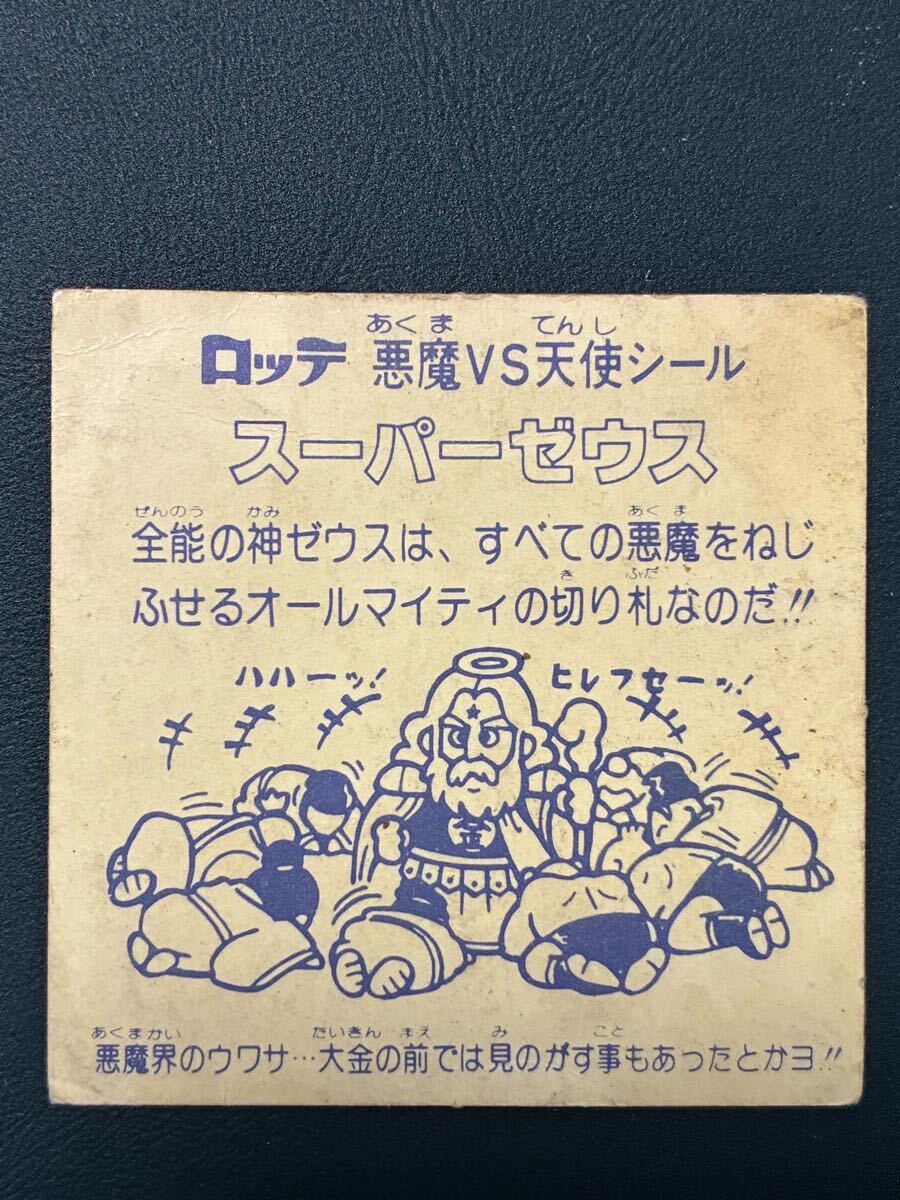 あくま てんし
ロッテ 悪魔VS天使シール
スーパーゼウス
ぜんのう かみ あくま
全能の神ゼウスは、すべての悪魔をねじ
き ふだ
ふせるオールマイティの切り札なのだ!!
ハハーッ! ヒレフセーッ!
金
あくまかい たいきん まえ み こと
悪魔界のウワサ…大金の前では見のがす事もあったとかヨ!!